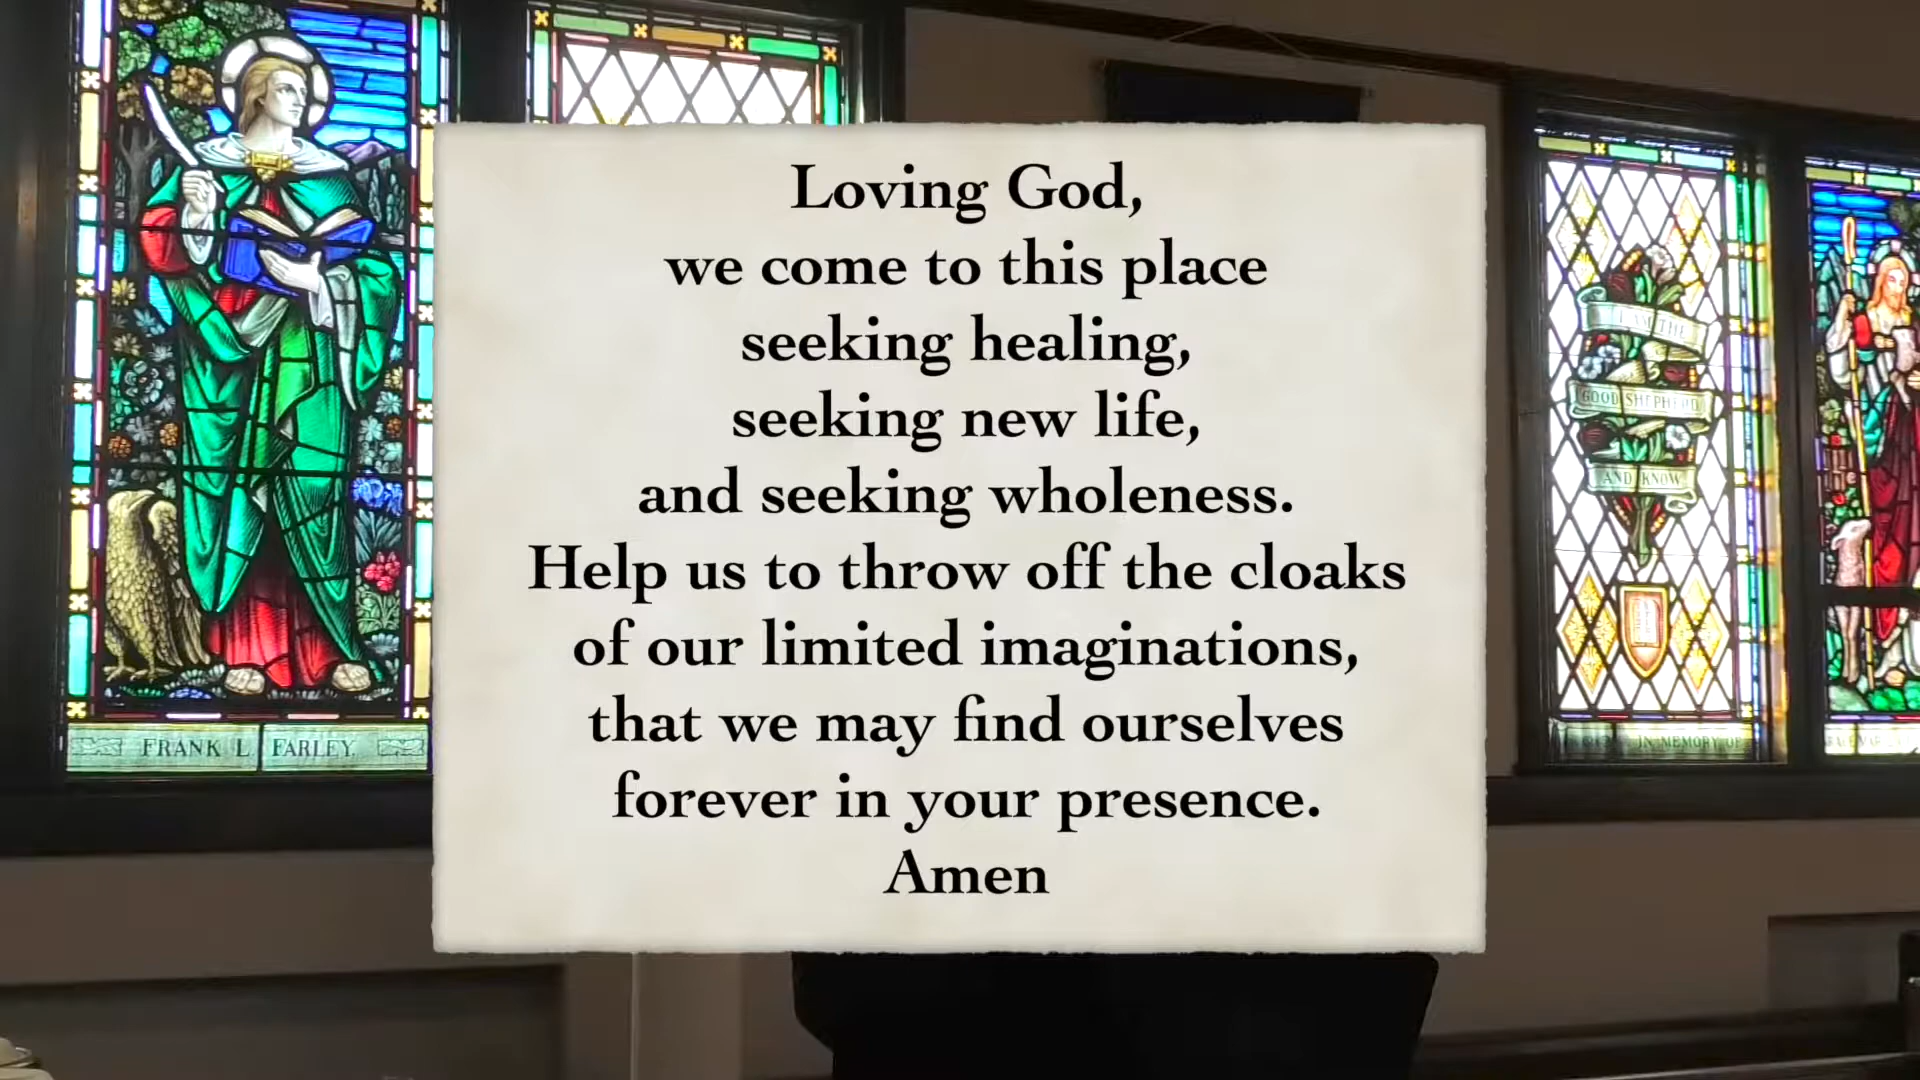 Loving God,
we come to this place
seeking healing,
seeking new life,
and seeking wholeness.
Help us to throw off the cloaks
of our limited imaginations,
that we may find ourselves
forever in your presence.
Amen
FRANK L. FARLEY.
I AM THE
GOOD SHEPHERD
AND KNOW
IN MEMORY OF